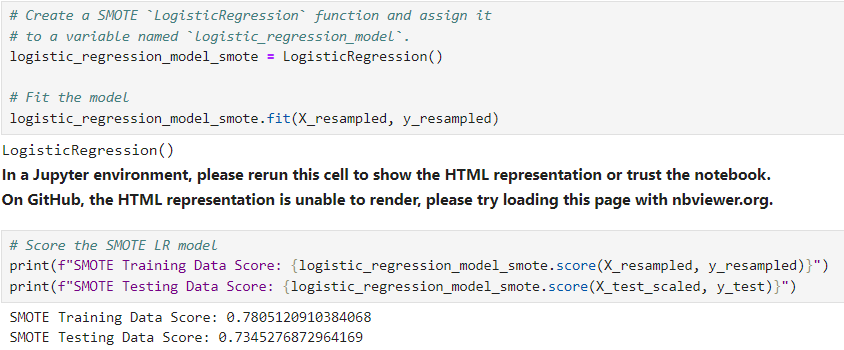 # Create a SMOTE `LogisticRegression` function and assign it
# to a variable named `logistic_regression_model`.
logistic_regression_model_smote = LogisticRegression()
# Fit the model
logistic_regression_model_smote.fit(X_resampled, y_resampled)
LogisticRegression()
In a Jupyter environment, please rerun this cell to show the HTML representation or trust the notebook.
On GitHub, the HTML representation is unable to render, please try loading this page with nbviewer.org.
# Score the SMOTE LR model
print(f"SMOTE Training Data Score: {logistic_regression_model_smote.score(X_resampled, y_resampled)}")
print(f"SMOTE Testing Data Score: {logistic_regression_model_smote.score(X_test_scaled, y_test)}")
SMOTE Training Data Score: 0.7805120910384068
SMOTE Testing Data Score: 0.7345276872964169